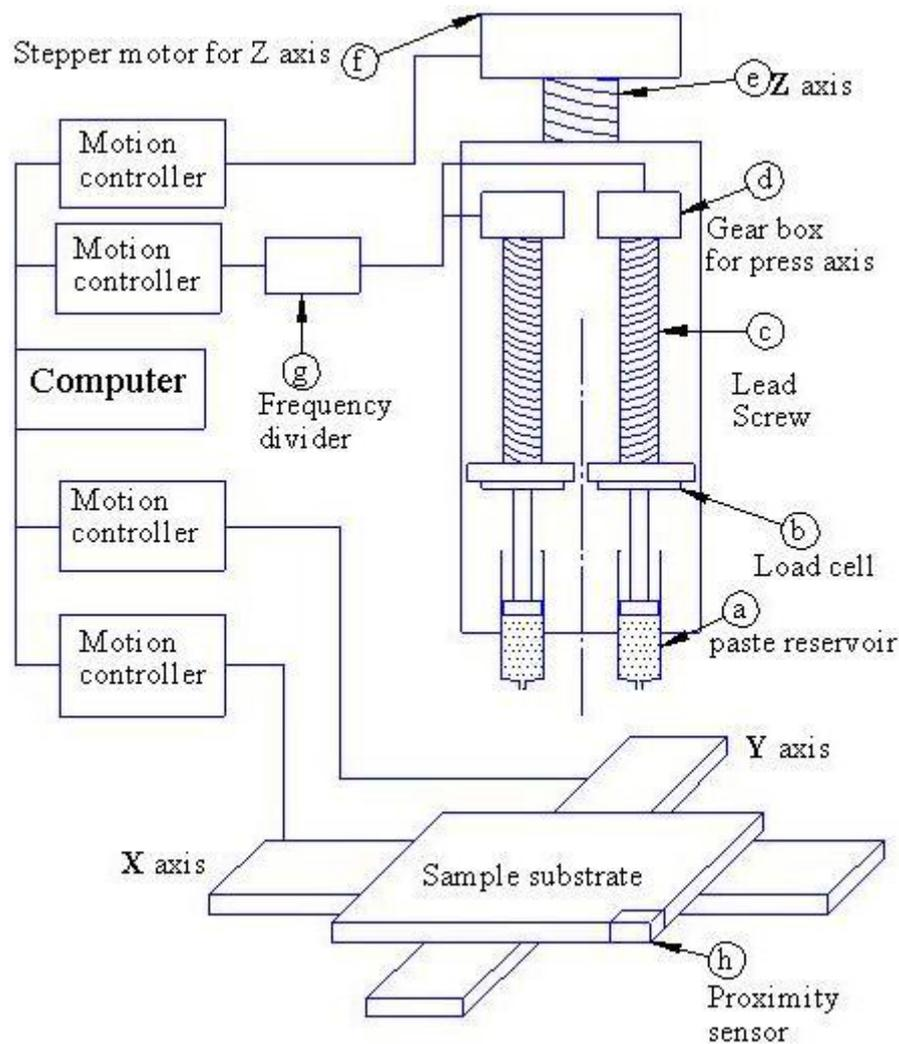 Stepper motor for Z axis
f
e
Z axis
Motion
controller
d
Gear box
for press axis
Motion
controller
g
Frequency
divider
c
Lead
Screw
Computer
Motion
controller
b
Load cell
Motion
controller
a
paste reservoir
Y axis
X axis
Sample substrate
h
Proximity
sensor